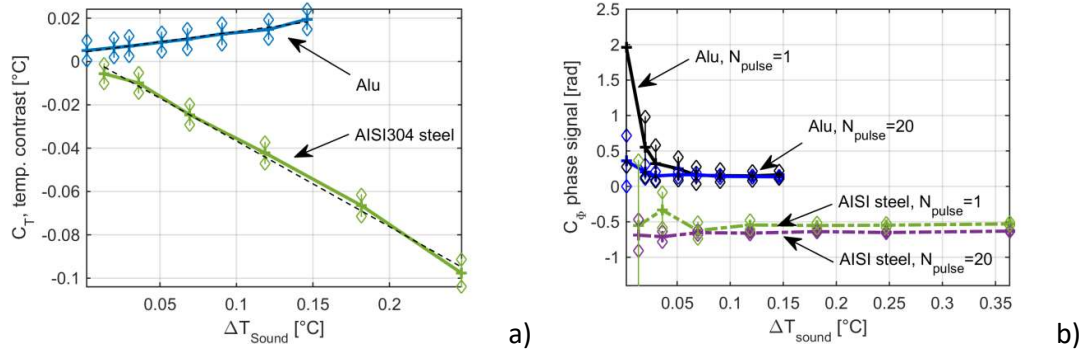 0.02
0
-0.02
-0.04
-0.06
-0.08
-0.1
C_T, temp. contrast [°C]
Alu
AISI304 steel
0.05 0.1 0.15 0.2
ΔT_Sound [°C]
a)
2.5
2
1.5
1
0.5
0
-0.5
-1
C_Φ phase signal [rad]
Alu, N_pulse=1
Alu, N_pulse=20
AISI steel, N_pulse=1
AISI steel, N_pulse=20
0.05 0.1 0.15 0.2 0.25 0.3 0.35
ΔT_sound [°C]
b)